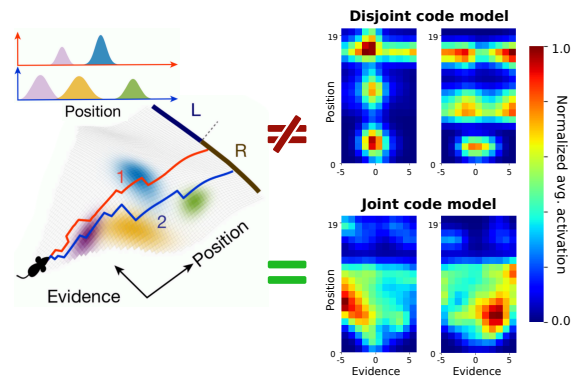 Position
L
R
1
2
Evidence
Position
Disjoint code model
19
0
Position
-5
0
5
-5
0
5
Joint code model
19
0
Position
-5
0
5
-5
0
5
Evidence
Evidence
1.0
0.0
Normalized avg. activation